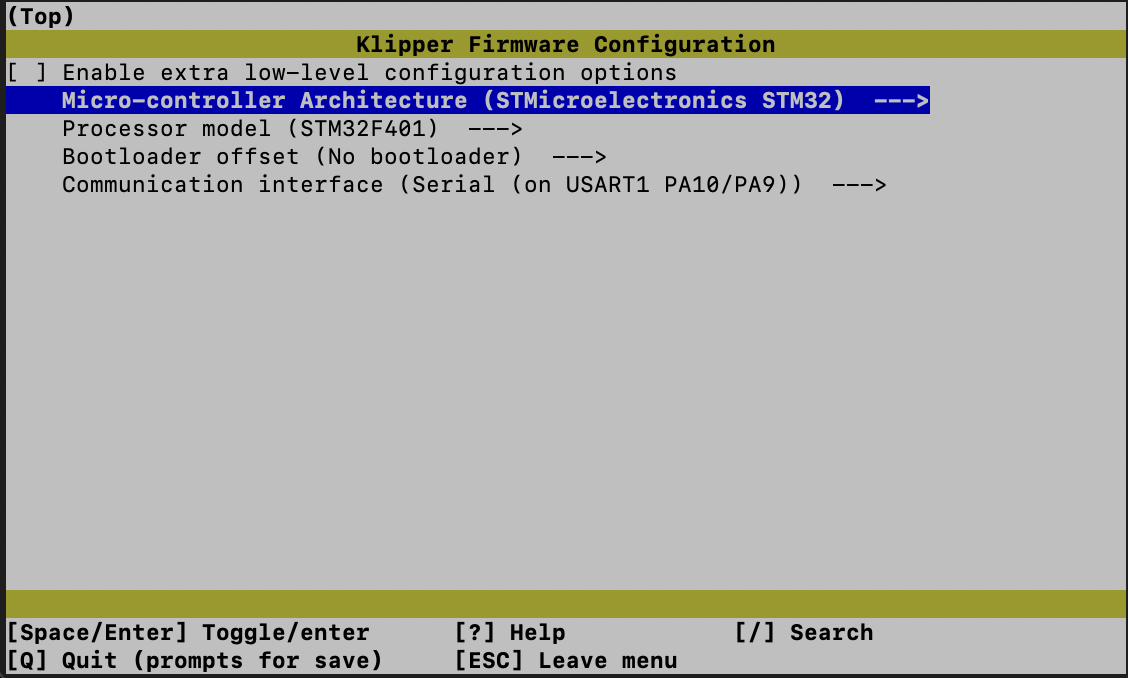 (Top)
Klipper Firmware Configuration
[ ] Enable extra low-level configuration options
Micro-controller Architecture (STMicroelectronics STM32)  --->
Processor model (STM32F401)  --->
Bootloader offset (No bootloader)  --->
Communication interface (Serial (on USART1 PA10/PA9))  --->
[Space/Enter] Toggle/enter      [?] Help            [/] Search
[Q] Quit (prompts for save)     [ESC] Leave menu